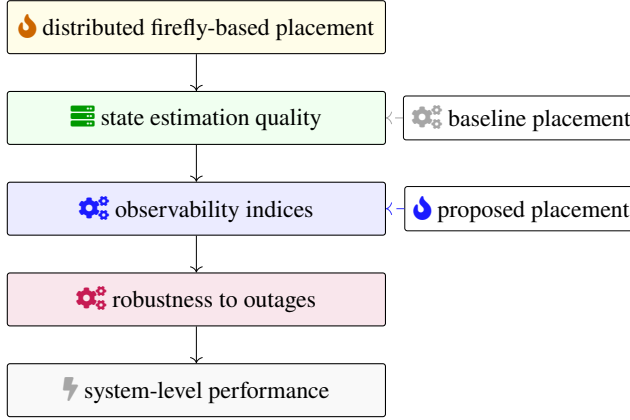 distributed firefly-based placement
state estimation quality
baseline placement
observability indices
proposed placement
robustness to outages
system-level performance